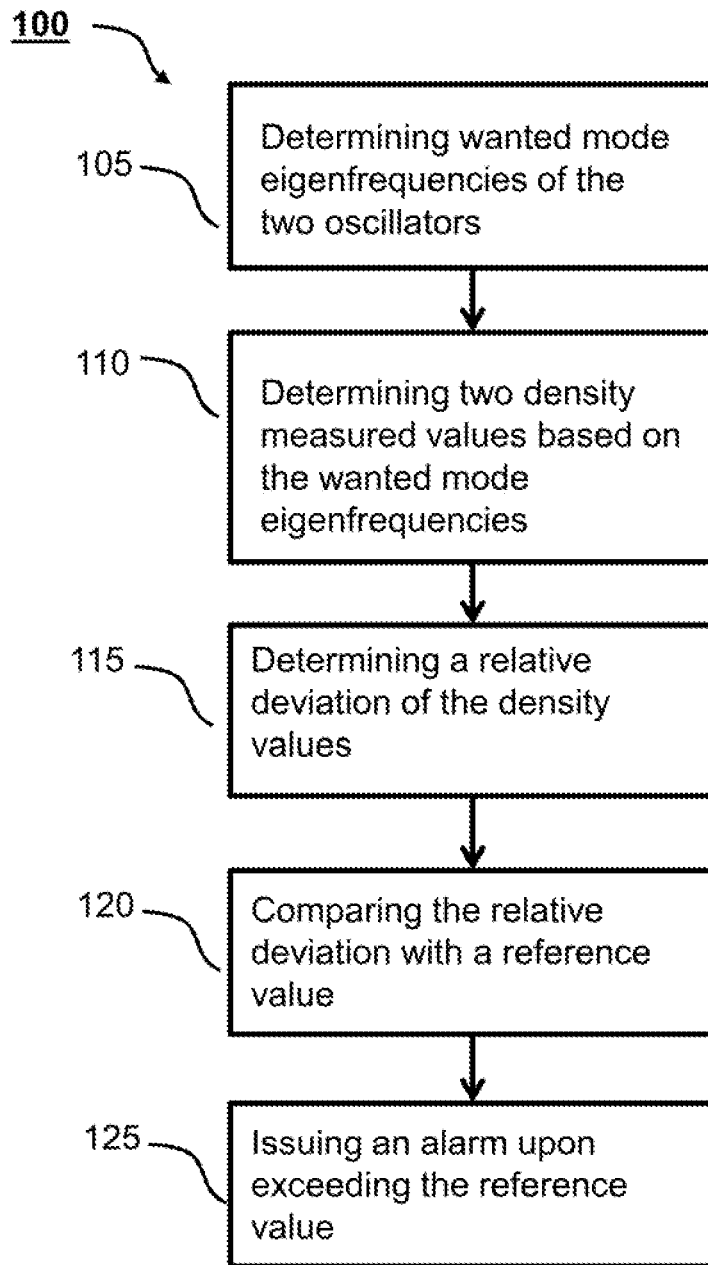 100
105
Determining wanted mode
eigenfrequencies of the
two oscillators
110
Determining two density
measured values based on
the wanted mode
eigenfrequencies
115
Determining a relative
deviation of the density
values
120
Comparing the relative
deviation with a reference
value
125
Issuing an alarm upon
exceeding the reference
value